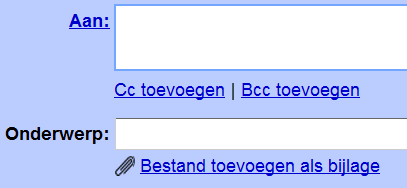 Aan:
Cc toevoegen | Bcc toevoegen
Onderwerp:
Bestand toevoegen als bijlage